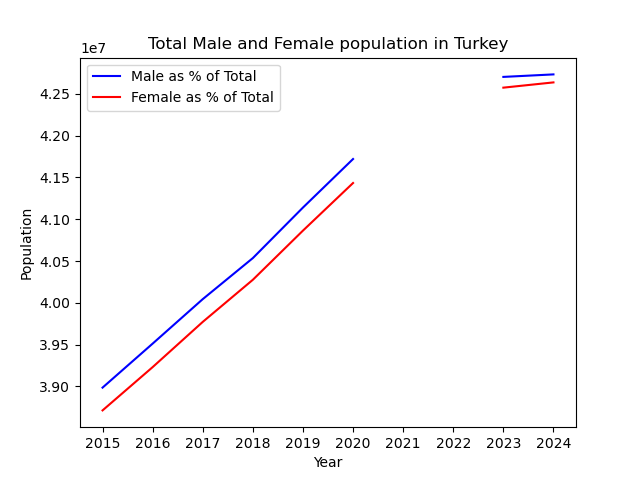 Total Male and Female population in Turkey
1e7
Male as % of Total
Female as % of Total
4.25
4.20
4.15
4.10
4.05
4.00
3.95
3.90
Population
2015 2016 2017 2018 2019 2020 2021 2022 2023 2024
Year